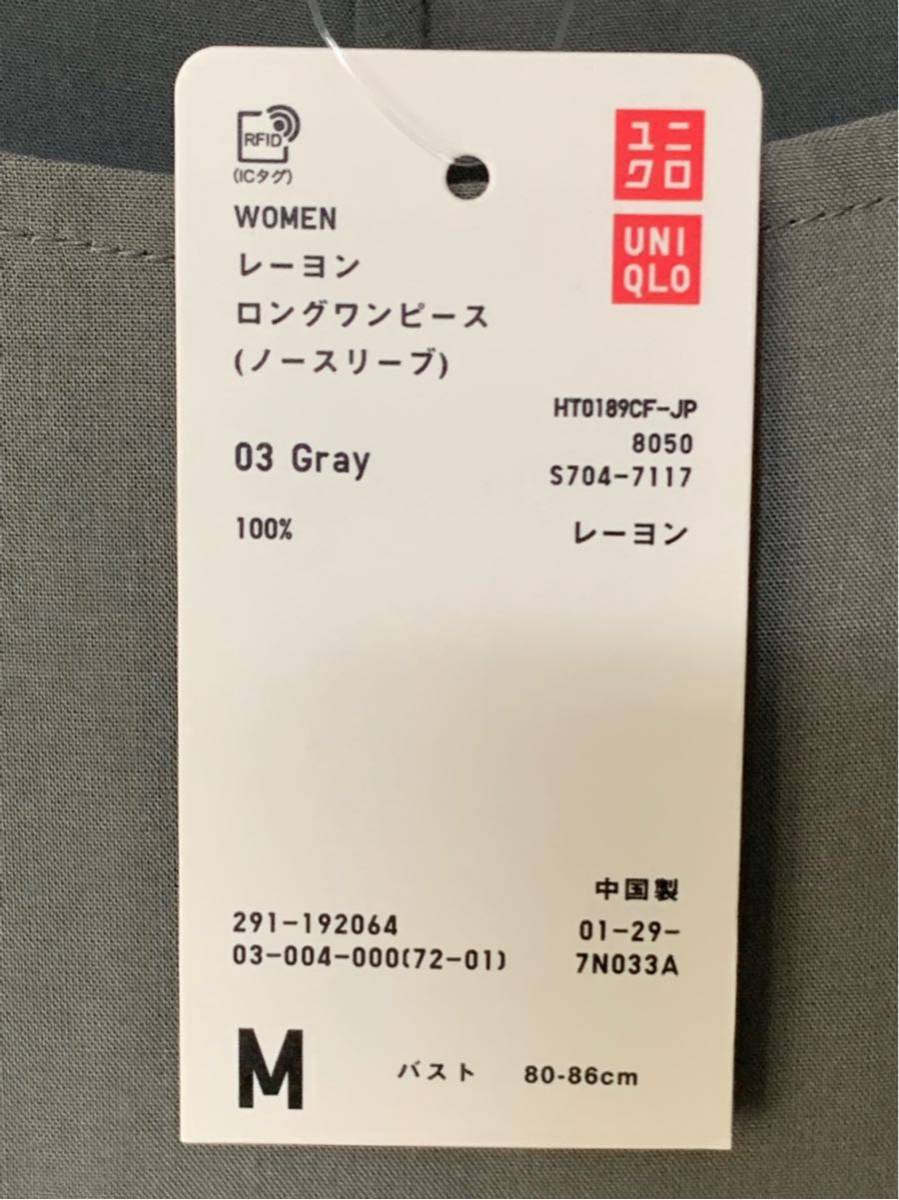 RFID
(ICタグ)
ユニ
クロ
UNI
QLO
WOMEN
レーヨン
ロングワンピース
(ノースリーブ)
HT0189CF-JP
8050
S704-7117
03 Gray
100% レーヨン
中国製
291-192064 01-29-
03-004-000(72-01) 7N033A
M バスト 80-86cm